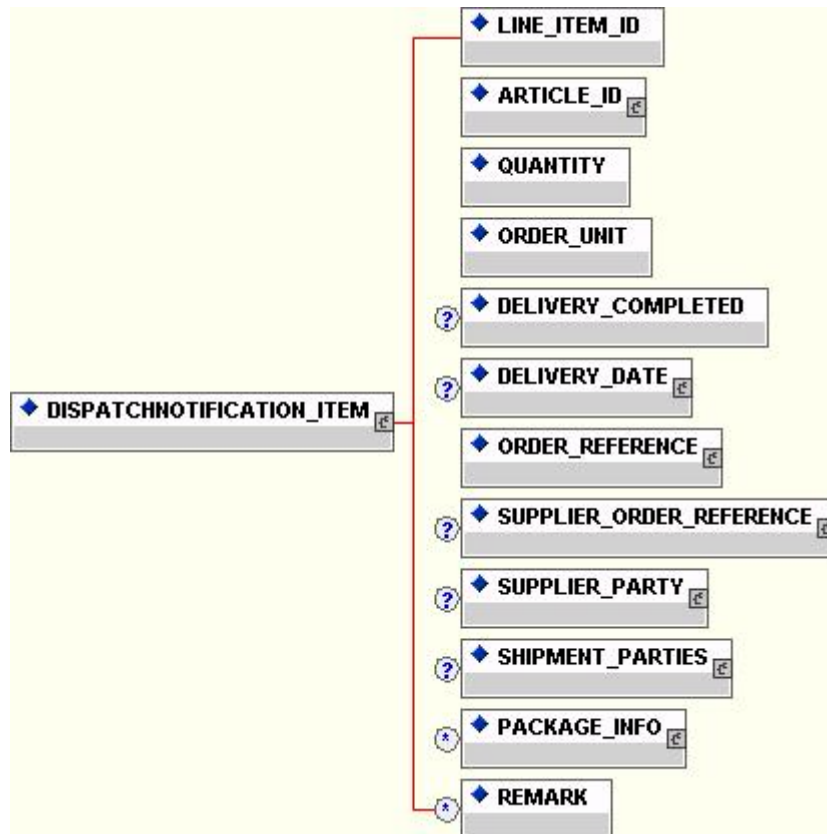 LINE_ITEM_ID
ARTICLE_ID
QUANTITY
ORDER_UNIT
? DELIVERY_COMPLETED
? DELIVERY_DATE
DISPATCHNOTIFICATION_ITEM
ORDER_REFERENCE
? SUPPLIER_ORDER_REFERENCE
? SUPPLIER_PARTY
? SHIPMENT_PARTIES
* PACKAGE_INFO
* REMARK